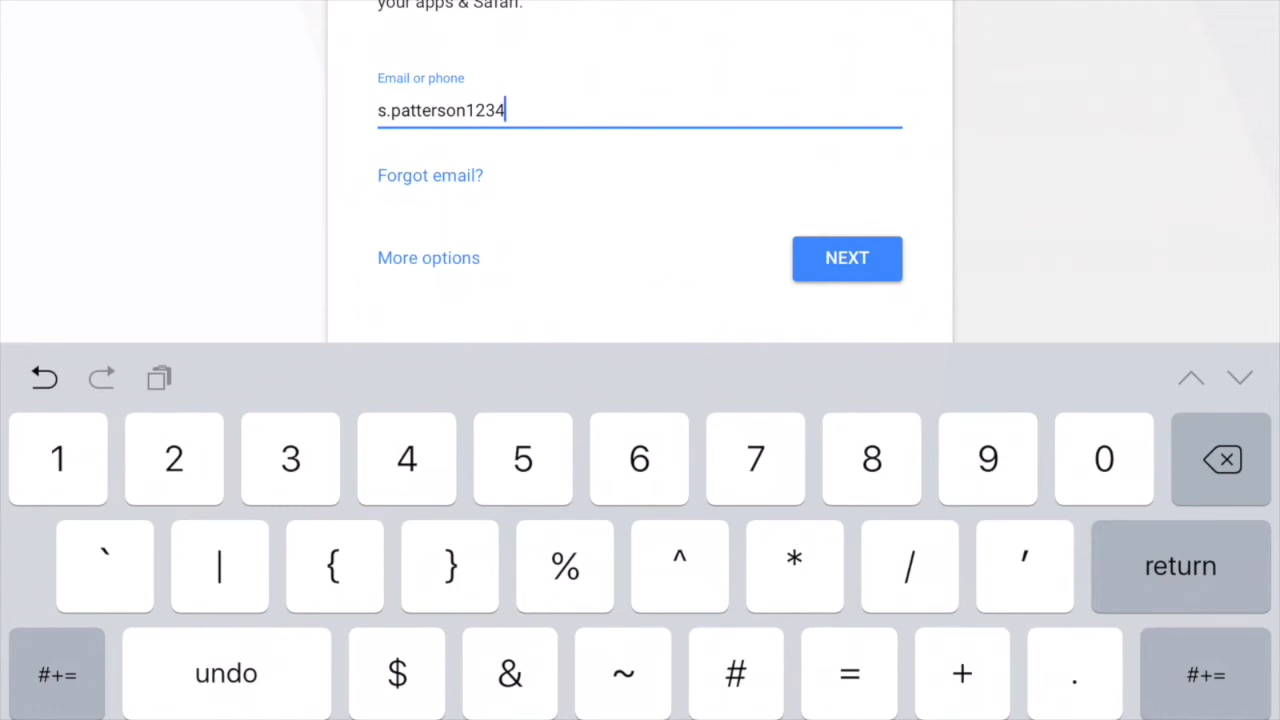 your apps & Safari.
Email or phone
s.patterson1234
Forgot email?
More options
NEXT
1 2 3 4 5 6 7 8 9 0
` | { } % ^ * / ' return
#+= undo $ & ~ # = + . #+=